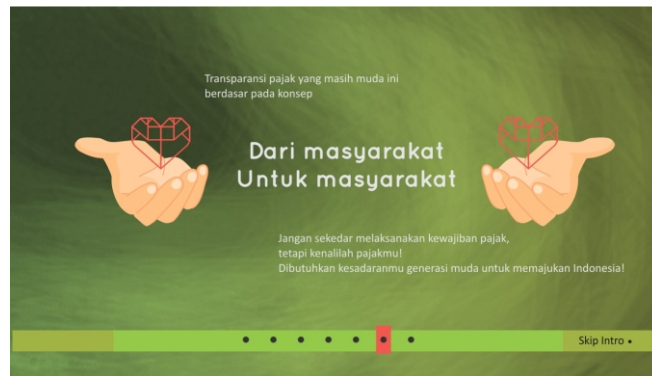 Transparansi pajak yang masih muda ini
berdasar pada konsep
Dari masyarakat
Untuk masyarakat
Jangan sekedar melaksanakan kewajiban pajak,
tetapi kenalilah pajakmu!
Dibutuhkan kesadaranmu generasi muda untuk memajukan Indonesia!
Skip Intro •